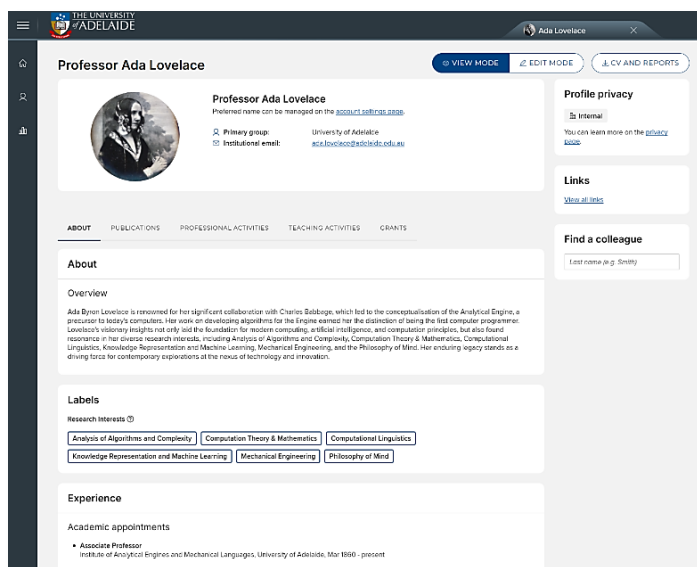 THE UNIVERSITY
of ADELAIDE
Ada Lovelace
Professor Ada Lovelace
VIEW MODE
EDIT MODE
CV AND REPORTS
Professor Ada Lovelace
Preferred name can be managed on the account settings page.
Primary group: University of Adelaide
Institutional email: ada.lovelace@adelaide.edu.au
Profile privacy
Internal
You can learn more on the privacy
page.
Links
View all links
Find a colleague
Last name (e.g. Smith)
ABOUT PUBLICATIONS PROFESSIONAL ACTIVITIES TEACHING ACTIVITIES GRANTS
About
Overview
Ada Byron Lovelace is renowned for her significant collaboration with Charles Babbage, which led to the conceptualisation of the Analytical Engine, a
precursor to today's computers. Her work on developing algorithms for the Engine earned her the distinction of being the first computer programmer.
Lovelace's visionary insights not only laid the foundation for modern computing, artificial intelligence, and computation principles, but also found
resonance in her diverse research interests, including Analysis of Algorithms and Complexity, Computation Theory & Mathematics, Computational
Linguistics, Knowledge Representation and Machine Learning, Mechanical Engineering, and the Philosophy of Mind. Her enduring legacy stands as a
driving force for contemporary explorations at the nexus of technology and innovation.
Labels
Research Interests
Analysis of Algorithms and Complexity Computation Theory & Mathematics Computational Linguistics
Knowledge Representation and Machine Learning Mechanical Engineering Philosophy of Mind
Experience
Academic appointments
Associate Professor
Institute of Analytical Engines and Mechanical Languages, University of Adelaide, Mar 1860 - present